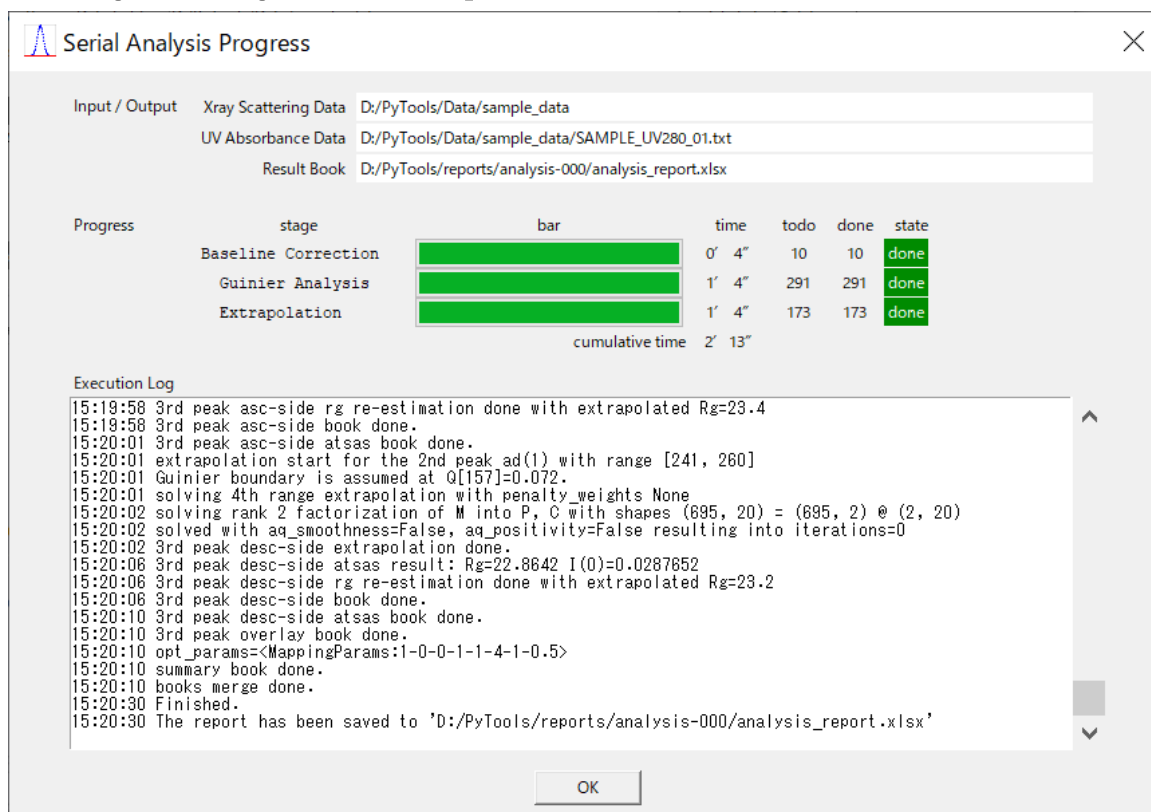 Serial Analysis Progress
Input / Output Xray Scattering Data D:/PyTools/Data/sample_data
UV Absorbance Data D:/PyTools/Data/sample_data/SAMPLE_UV280_01.txt
Result Book D:/PyTools/reports/analysis-000/analysis_report.xlsx
Progress stage bar time todo done state
Baseline Correction 0′ 4″ 10 10 done
Guinier Analysis 1′ 4″ 291 291 done
Extrapolation 1′ 4″ 173 173 done
cumulative time 2′ 13″
Execution Log
15:19:58 3rd peak asc-side rg re-estimation done with extrapolated Rg=23.4
15:19:58 3rd peak asc-side book done.
15:20:01 3rd peak asc-side atsas book done.
15:20:01 extrapolation start for the 2nd peak ad(1) with range [241, 260]
15:20:01 Guinier boundary is assumed at Q[157]=0.072.
15:20:01 solving 4th range extrapolation with penalty_weights None
15:20:02 solving rank 2 factorization of M into P, C with shapes (695, 20) = (695, 2) @ (2, 20)
15:20:02 solved with aq_smoothness=False, aq_positivity=False resulting into iterations=0
15:20:02 3rd peak desc-side extrapolation done.
15:20:06 3rd peak desc-side atsas result: Rg=22.8642 I(0)=0.0287652
15:20:06 3rd peak desc-side rg re-estimation done with extrapolated Rg=23.2
15:20:06 3rd peak desc-side book done.
15:20:10 3rd peak desc-side atsas book done.
15:20:10 3rd peak overlay book done.
15:20:10 opt_params=<MappingParams:1-0-0-1-1-4-1-0.5>
15:20:10 summary book done.
15:20:10 books merge done.
15:20:30 Finished.
15:20:30 The report has been saved to 'D:/PyTools/reports/analysis-000/analysis_report.xlsx'
OK